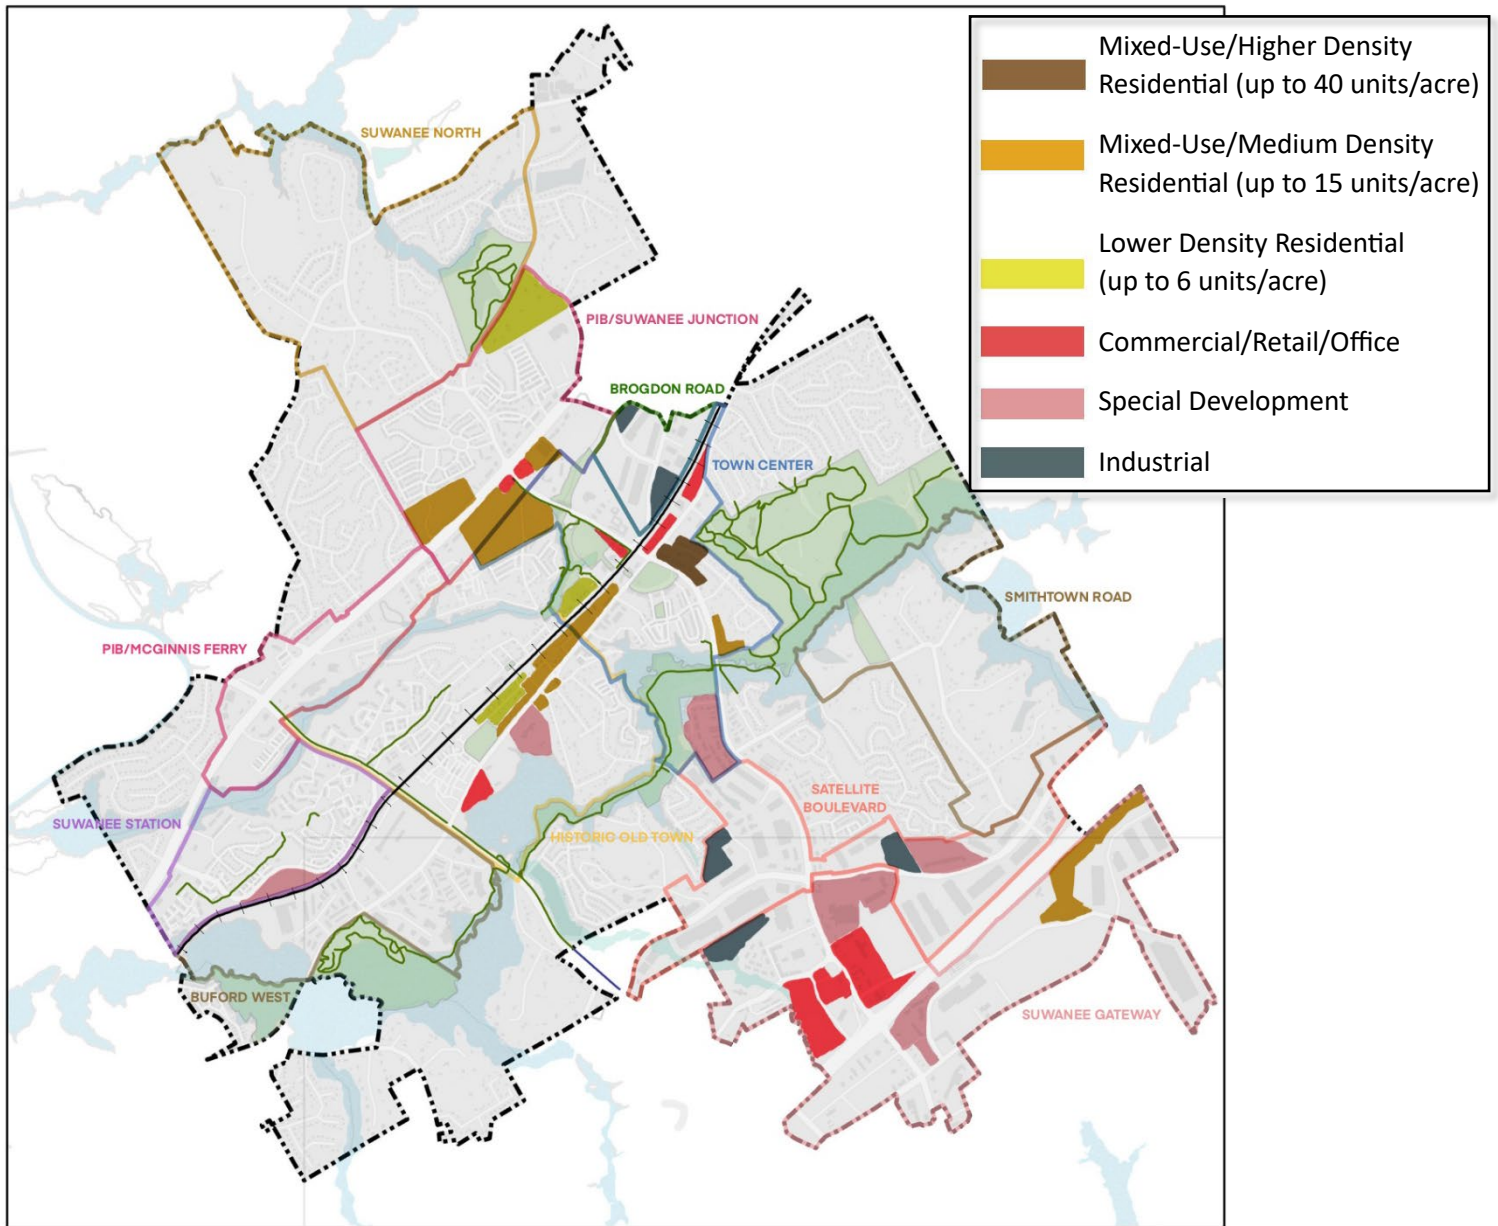 Mixed-Use/Higher Density
Residential (up to 40 units/acre)
Mixed-Use/Medium Density
Residential (up to 15 units/acre)
Lower Density Residential
(up to 6 units/acre)
Commercial/Retail/Office
Special Development
Industrial
SUWANEE NORTH
PIB/SUWANEE JUNCTION
BROGDON ROAD
TOWN CENTER
SMITHTOWN ROAD
PIB/MCGINNIS FERRY
SATELLITE
BOULEVARD
SUWANEE STATION
HISTORIC OLD TOWN
BUFORD WEST
SUWANEE GATEWAY